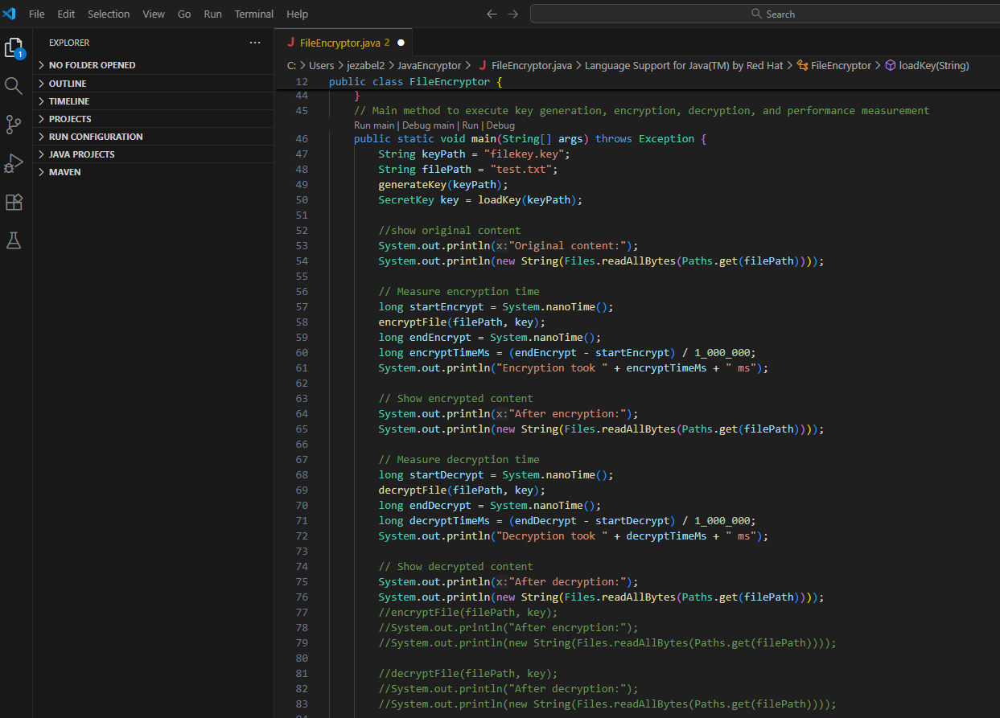 File Edit Selection View Go Run Terminal Help
Search
EXPLORER
NO FOLDER OPENED
OUTLINE
TIMELINE
PROJECTS
RUN CONFIGURATION
JAVA PROJECTS
MAVEN
1
J FileEncryptor.java 2
C: > Users > jezabel2 > JavaEncryptor > J FileEncryptor.java > Language Support for Java(TM) by Red Hat > FileEncryptor > loadKey(String)
12 public class FileEncryptor {
44 }
45 // Main method to execute key generation, encryption, decryption, and performance measurement
Run main | Debug main | Run | Debug
46 public static void main(String[] args) throws Exception {
47 String keyPath = "filekey.key";
48 String filePath = "test.txt";
49 generateKey(keyPath);
50 SecretKey key = loadKey(keyPath);
51
52 //show original content
53 System.out.println(x:"Original content:");
54 System.out.println(new String(Files.readAllBytes(Paths.get(filePath))));
55
56 // Measure encryption time
57 long startEncrypt = System.nanoTime();
58 encryptFile(filePath, key);
59 long endEncrypt = System.nanoTime();
60 long encryptTimeMs = (endEncrypt - startEncrypt) / 1_000_000;
61 System.out.println("Encryption took " + encryptTimeMs + " ms");
62
63 // Show encrypted content
64 System.out.println(x:"After encryption:");
65 System.out.println(new String(Files.readAllBytes(Paths.get(filePath))));
66
67 // Measure decryption time
68 long startDecrypt = System.nanoTime();
69 decryptFile(filePath, key);
70 long endDecrypt = System.nanoTime();
71 long decryptTimeMs = (endDecrypt - startDecrypt) / 1_000_000;
72 System.out.println("Decryption took " + decryptTimeMs + " ms");
73
74 // Show decrypted content
75 System.out.println(x:"After decryption:");
76 System.out.println(new String(Files.readAllBytes(Paths.get(filePath))));
77 //encryptFile(filePath, key);
78 //System.out.println("After encryption:");
79 //System.out.println(new String(Files.readAllBytes(Paths.get(filePath))));
80
81 //decryptFile(filePath, key);
82 //System.out.println("After decryption:");
83 //System.out.println(new String(Files.readAllBytes(Paths.get(filePath))));